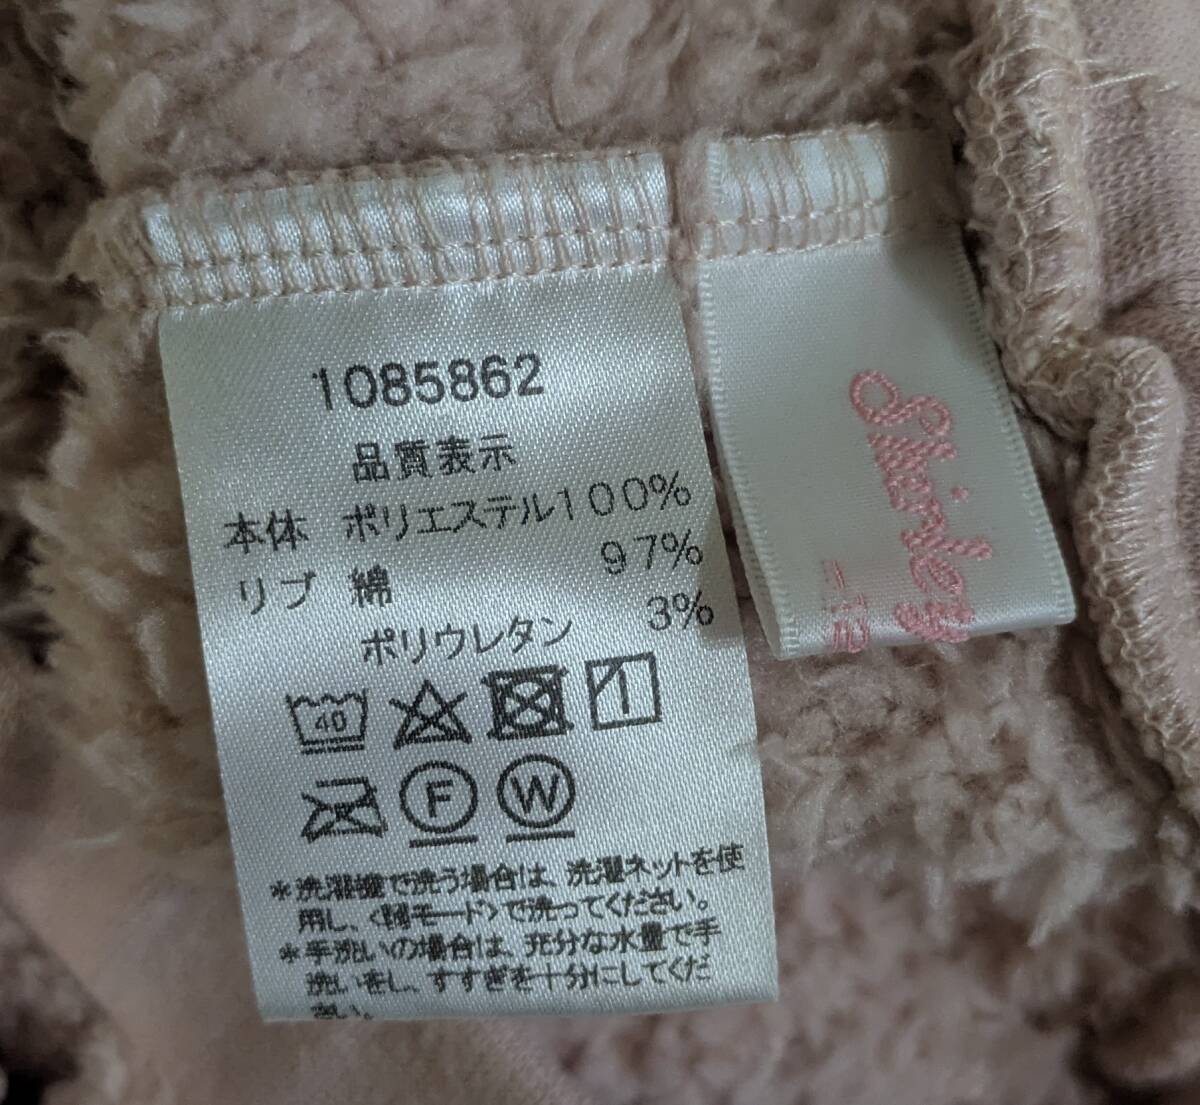 1085862
品質表示
本体 ポリエステル100%
リブ 綿 97%
ポリウレタン 3%
40
F W
*洗濯機で洗う場合は、洗濯ネットを使
用し、<弱モード>で洗ってください。
*手洗いの場合は、充分な水量で手
洗いをし、すすぎを十分にしてくだ
さい。
Shirley